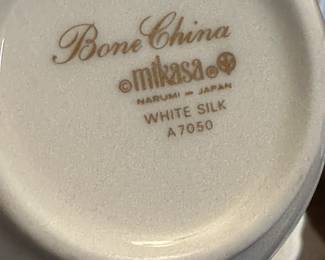 Bone China
©mikasa®
NARUMI – JAPAN
WHITE SILK
A7050